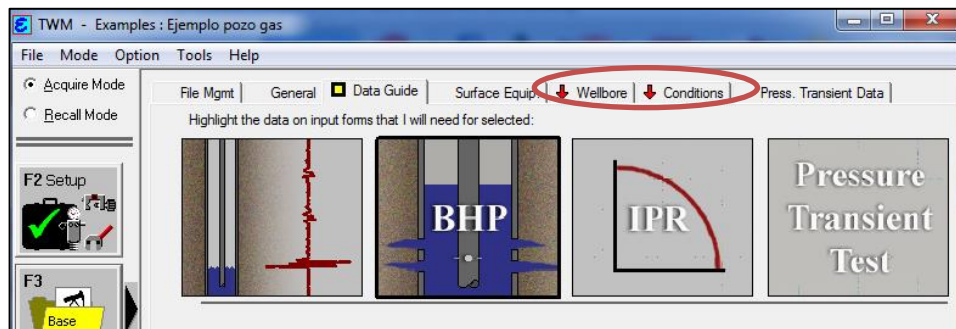 TWM - Examples : Ejemplo pozo gas
File Mode Option Tools Help
Acquire Mode
Recall Mode
File Mgmt General Data Guide Surface Equip. Wellbore Conditions Press. Transient Data
Highlight the data on input forms that I will need for selected:
F2 Setup
BHP
IPR
Pressure
Transient
Test
F3
Base